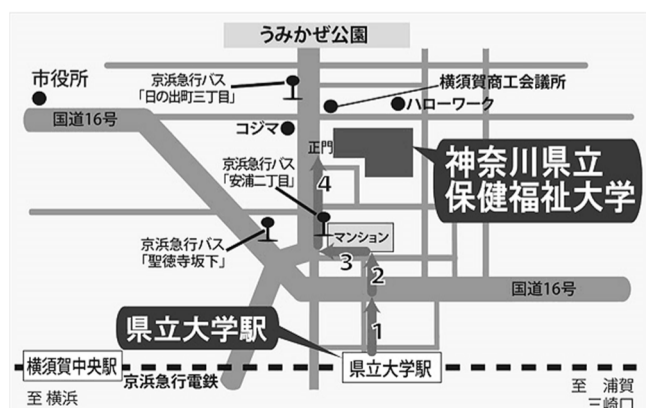 うみかぜ公園
市役所
京浜急行バス
「日の出町三丁目」
横須賀商工会議所
ハローワーク
国道16号
コジマ
正門
京浜急行バス
「安浦二丁目」
4
神奈川県立
保健福祉大学
京浜急行バス
「聖徳寺坂下」
マンション
3
2
国道16号
県立大学駅
1
横須賀中央駅
京浜急行電鉄
県立大学駅
至 横浜
至 浦賀
三崎口